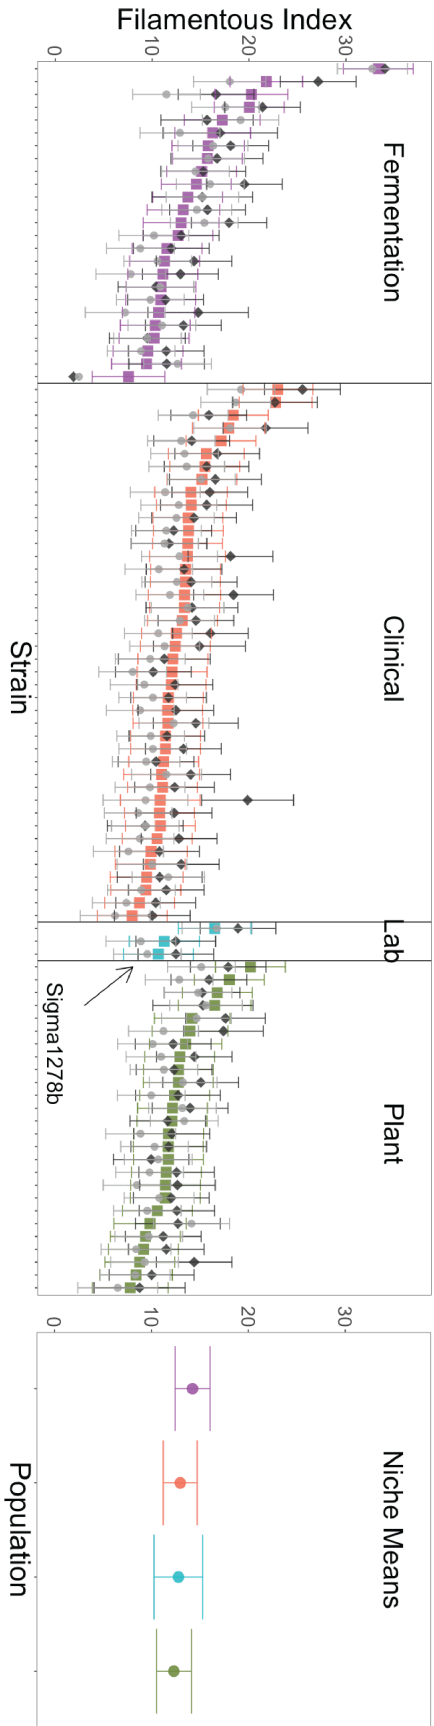 Filamentous Index
0
10
20
30
Fermentation
Clinical
Lab
Plant
Sigma1278b
Strain
0
10
20
30
Niche Means
Population